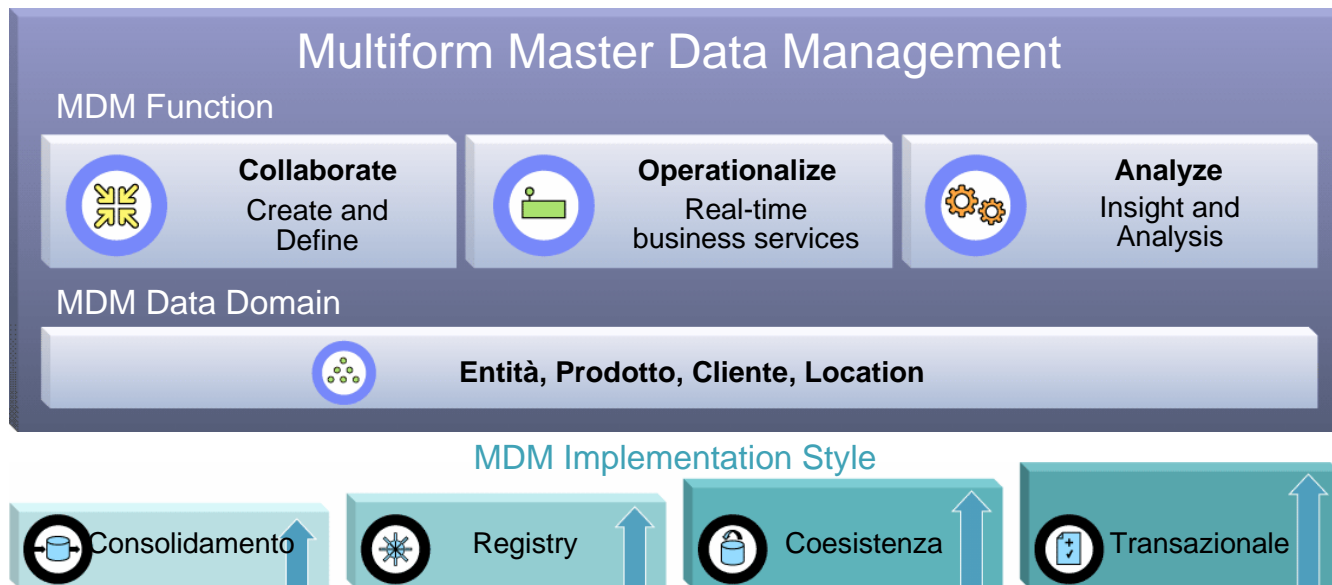 Multiform Master Data Management
MDM Function
Collaborate
Create and
Define
Operationalize
Real-time
business services
Analyze
Insight and
Analysis
MDM Data Domain
Entità, Prodotto, Cliente, Location
MDM Implementation Style
Consolidamento
Registry
Coesistenza
Transazionale